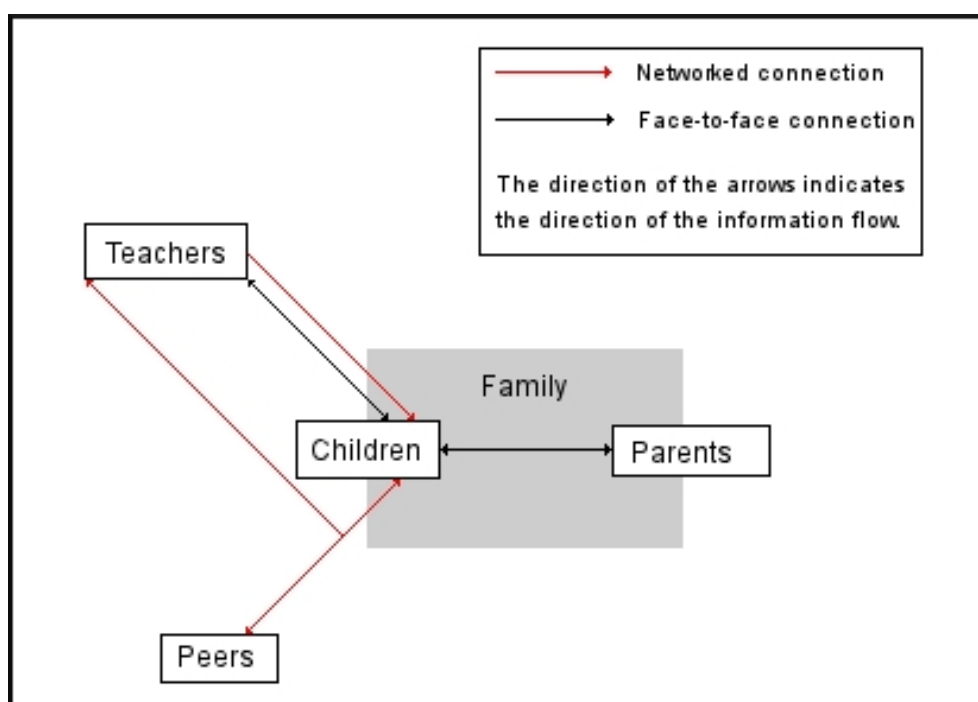 Networked connection
Face-to-face connection
The direction of the arrows indicates
the direction of the information flow.
Teachers
Family
Children
Parents
Peers